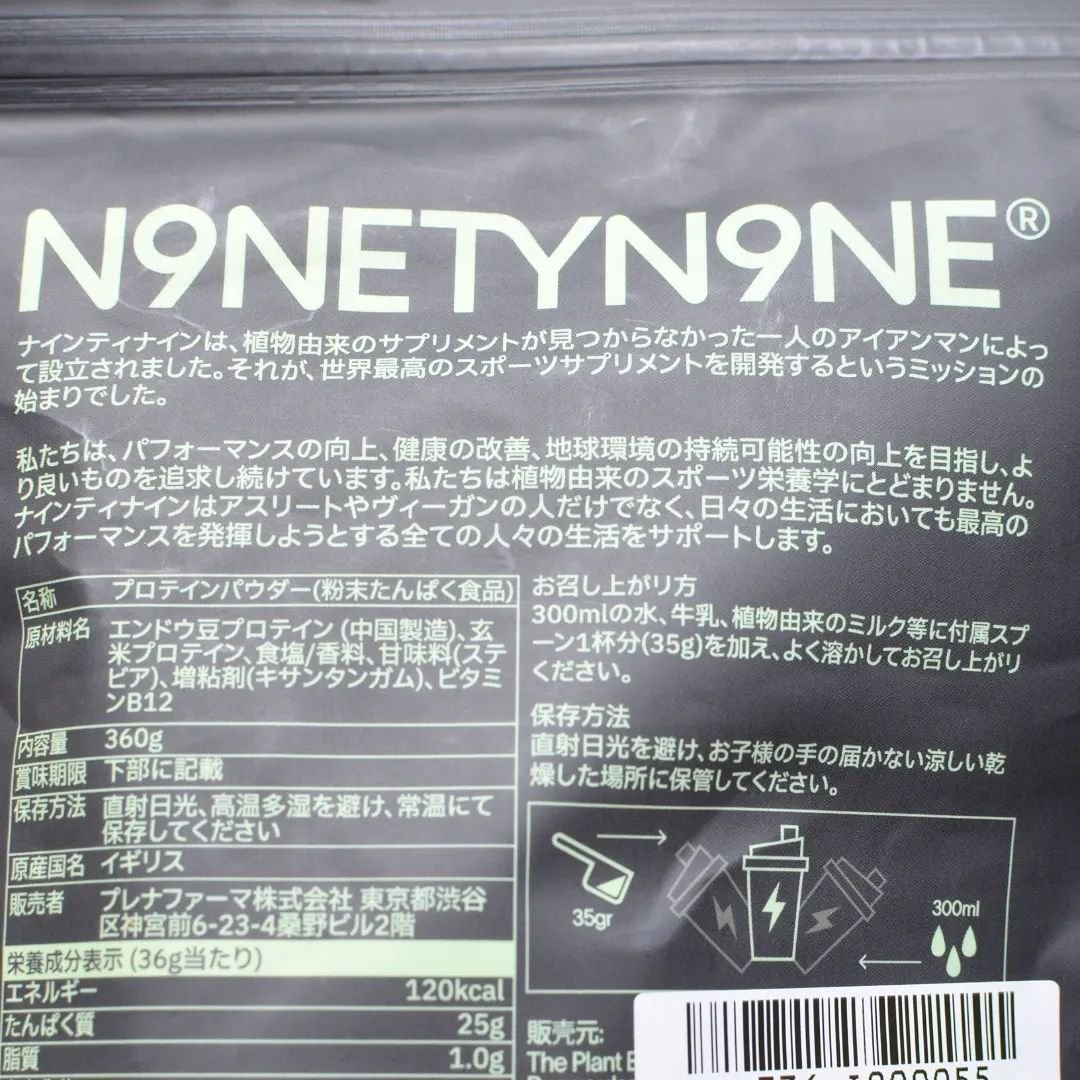 N9NETYN9NE®
ナインティナインは、植物由来のサプリメントが見つからなかった一人のアイアンマンによっ
て設立されました。それが、世界最高のスポーツサプリメントを開発するというミッションの
始まりでした。
私たちは、パフォーマンスの向上、健康の改善、地球環境の持続可能性の向上を目指し、よ
り良いものを追求し続けています。私たちは植物由来のスポーツ栄養学にとどまりません。
ナインティナインはアスリートやヴィーガンの人だけでなく、日々の生活においても最高の
パフォーマンスを発揮しようとする全ての人々の生活をサポートします。
名称 プロテインパウダー(粉末たんぱく食品)
原材料名 エンドウ豆プロテイン (中国製造)、玄
米プロテイン、食塩/香料、甘味料(ステ
ビア)、増粘剤(キサンタンガム)、ビタミ
ンB12
内容量 360g
賞味期限 下部に記載
保存方法 直射日光、高温多湿を避け、常温にて
保存してください
原産国名 イギリス
販売者 プレナファーマ株式会社 東京都渋谷
区神宮前6-23-4桑野ビル2階
栄養成分表示 (36g当たり)
エネルギー 120kcal
たんぱく質 25g
脂質 1.0g
お召し上がり方
300mlの水、牛乳、植物由来のミルク等に付属スプ
ーン1杯分(35g)を加え、よく溶かしてお召し上がり
ください。
保存方法
直射日光を避け、お子様の手の届かない涼しい乾
燥した場所に保管してください。
35gr
300ml
販売元:
The Plant